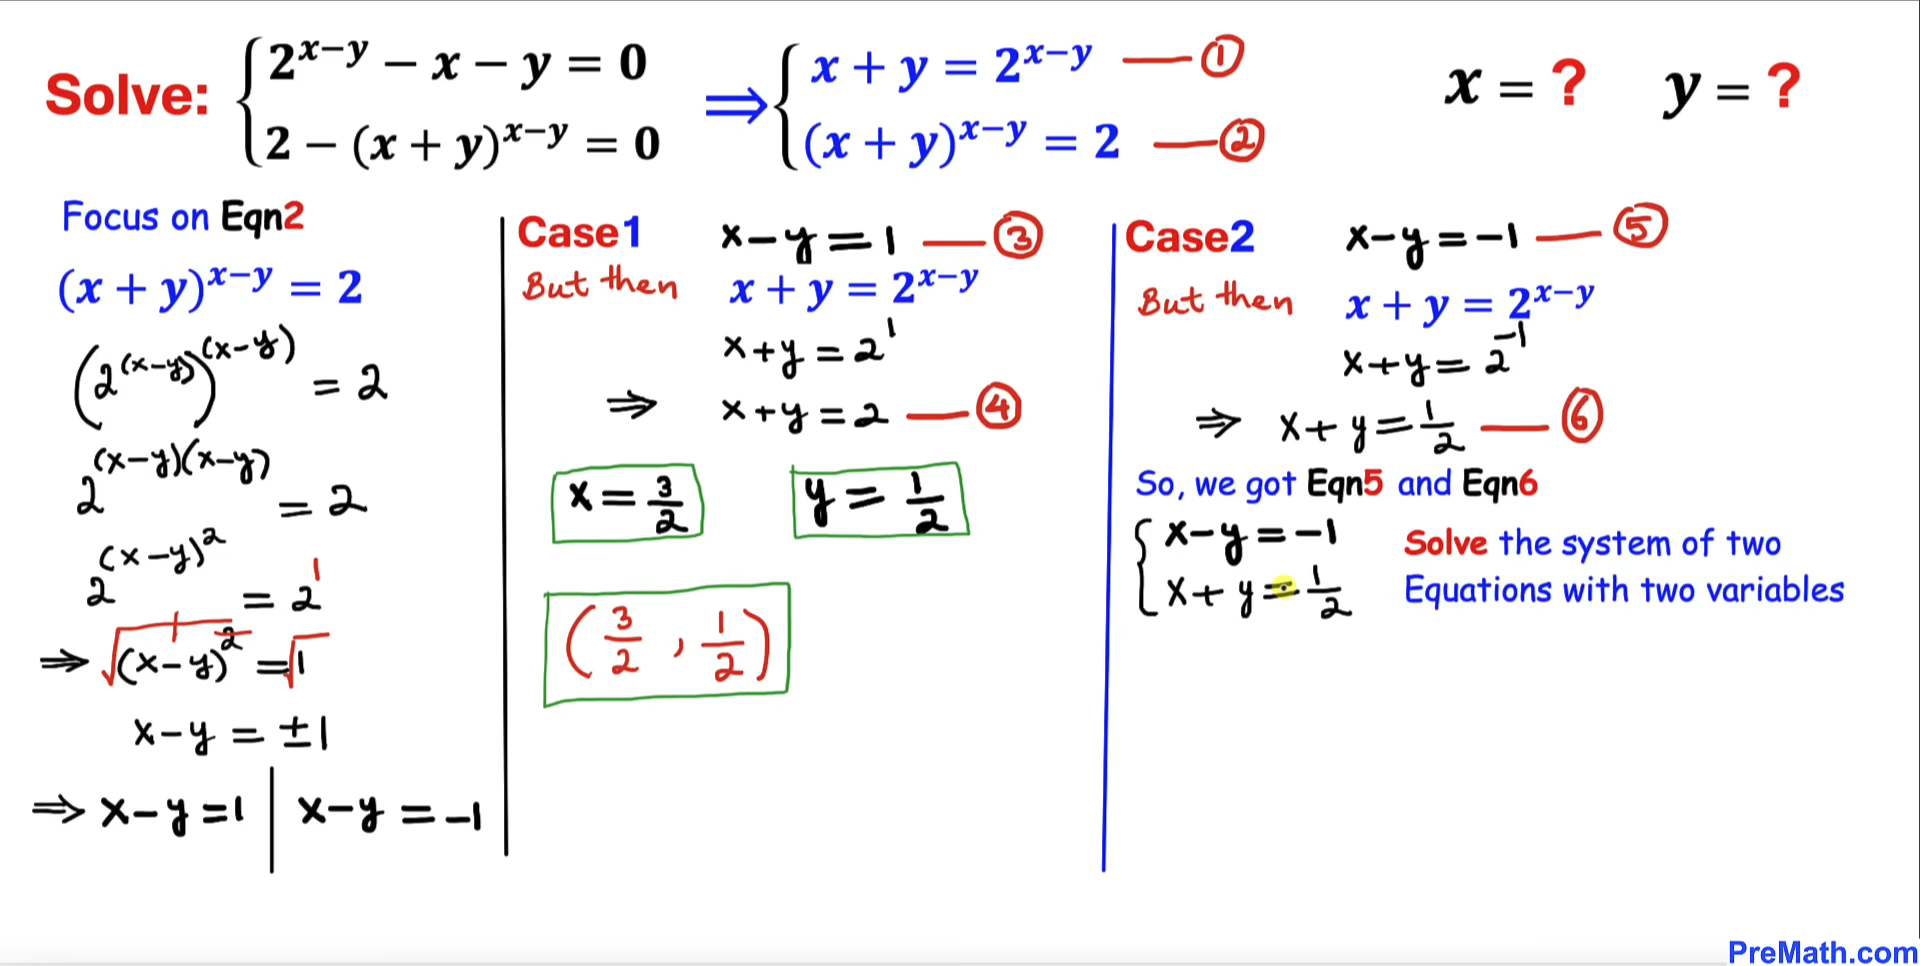 Solve: { 2^{x−y} − x − y = 0 ⟹ { x + y = 2^{x−y} — ① x = ? y = ?
2 − (x + y)^{x−y} = 0 (x + y)^{x−y} = 2 — ②
Focus on Eqn2
(x + y)^{x−y} = 2
(2^{(x−y)})^{(x−y)} = 2
2^{(x−y)(x−y)} = 2
2^{(x−y)^2} = 2^1
⇒ √(x−y)^2 = √1
1
x−y = ±1
⇒ x−y = 1 | x−y = −1
Case1 x−y = 1 — ③
But then x + y = 2^{x−y}
x+y = 2^1
⇒ x+y = 2 — ④
x = 3/2 y = 1/2
(3/2 , 1/2)
Case2 x−y = −1 — ⑤
But then x + y = 2^{x−y}
x+y = 2^{−1}
⇒ x+y = 1/2 — ⑥
So, we got Eqn5 and Eqn6
{ x−y = −1 Solve the system of two
x+y = 1/2 Equations with two variables
PreMath.com